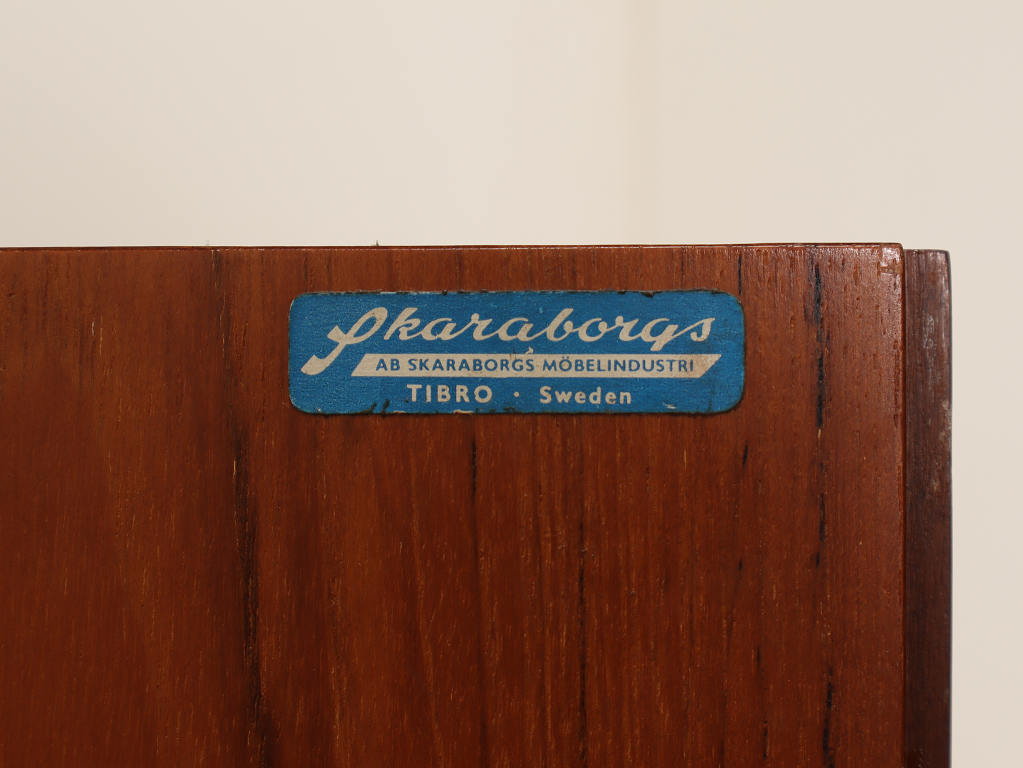 Skaraborgs
AB SKARABORGS MÖBELINDUSTRI
TIBRO · Sweden